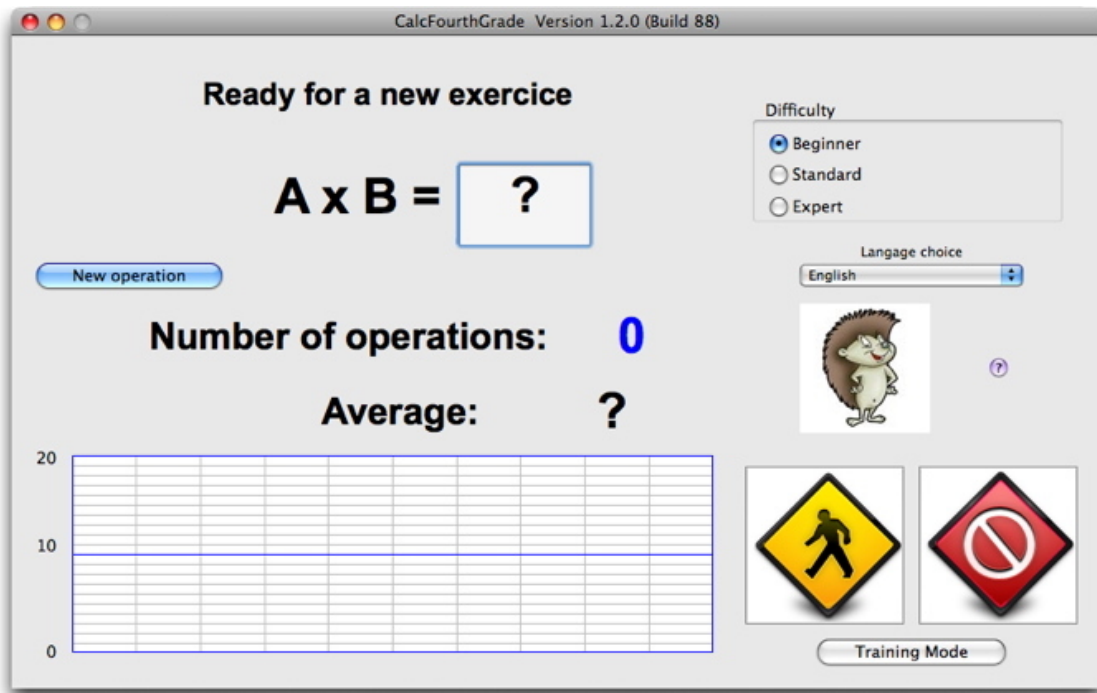 CalcFourthGrade Version 1.2.0 (Build 88)
Ready for a new exercice
A x B = ?
New operation
Number of operations: 0
Average: ?
20
10
0
Difficulty
Beginner
Standard
Expert
Langage choice
English
?
Training Mode